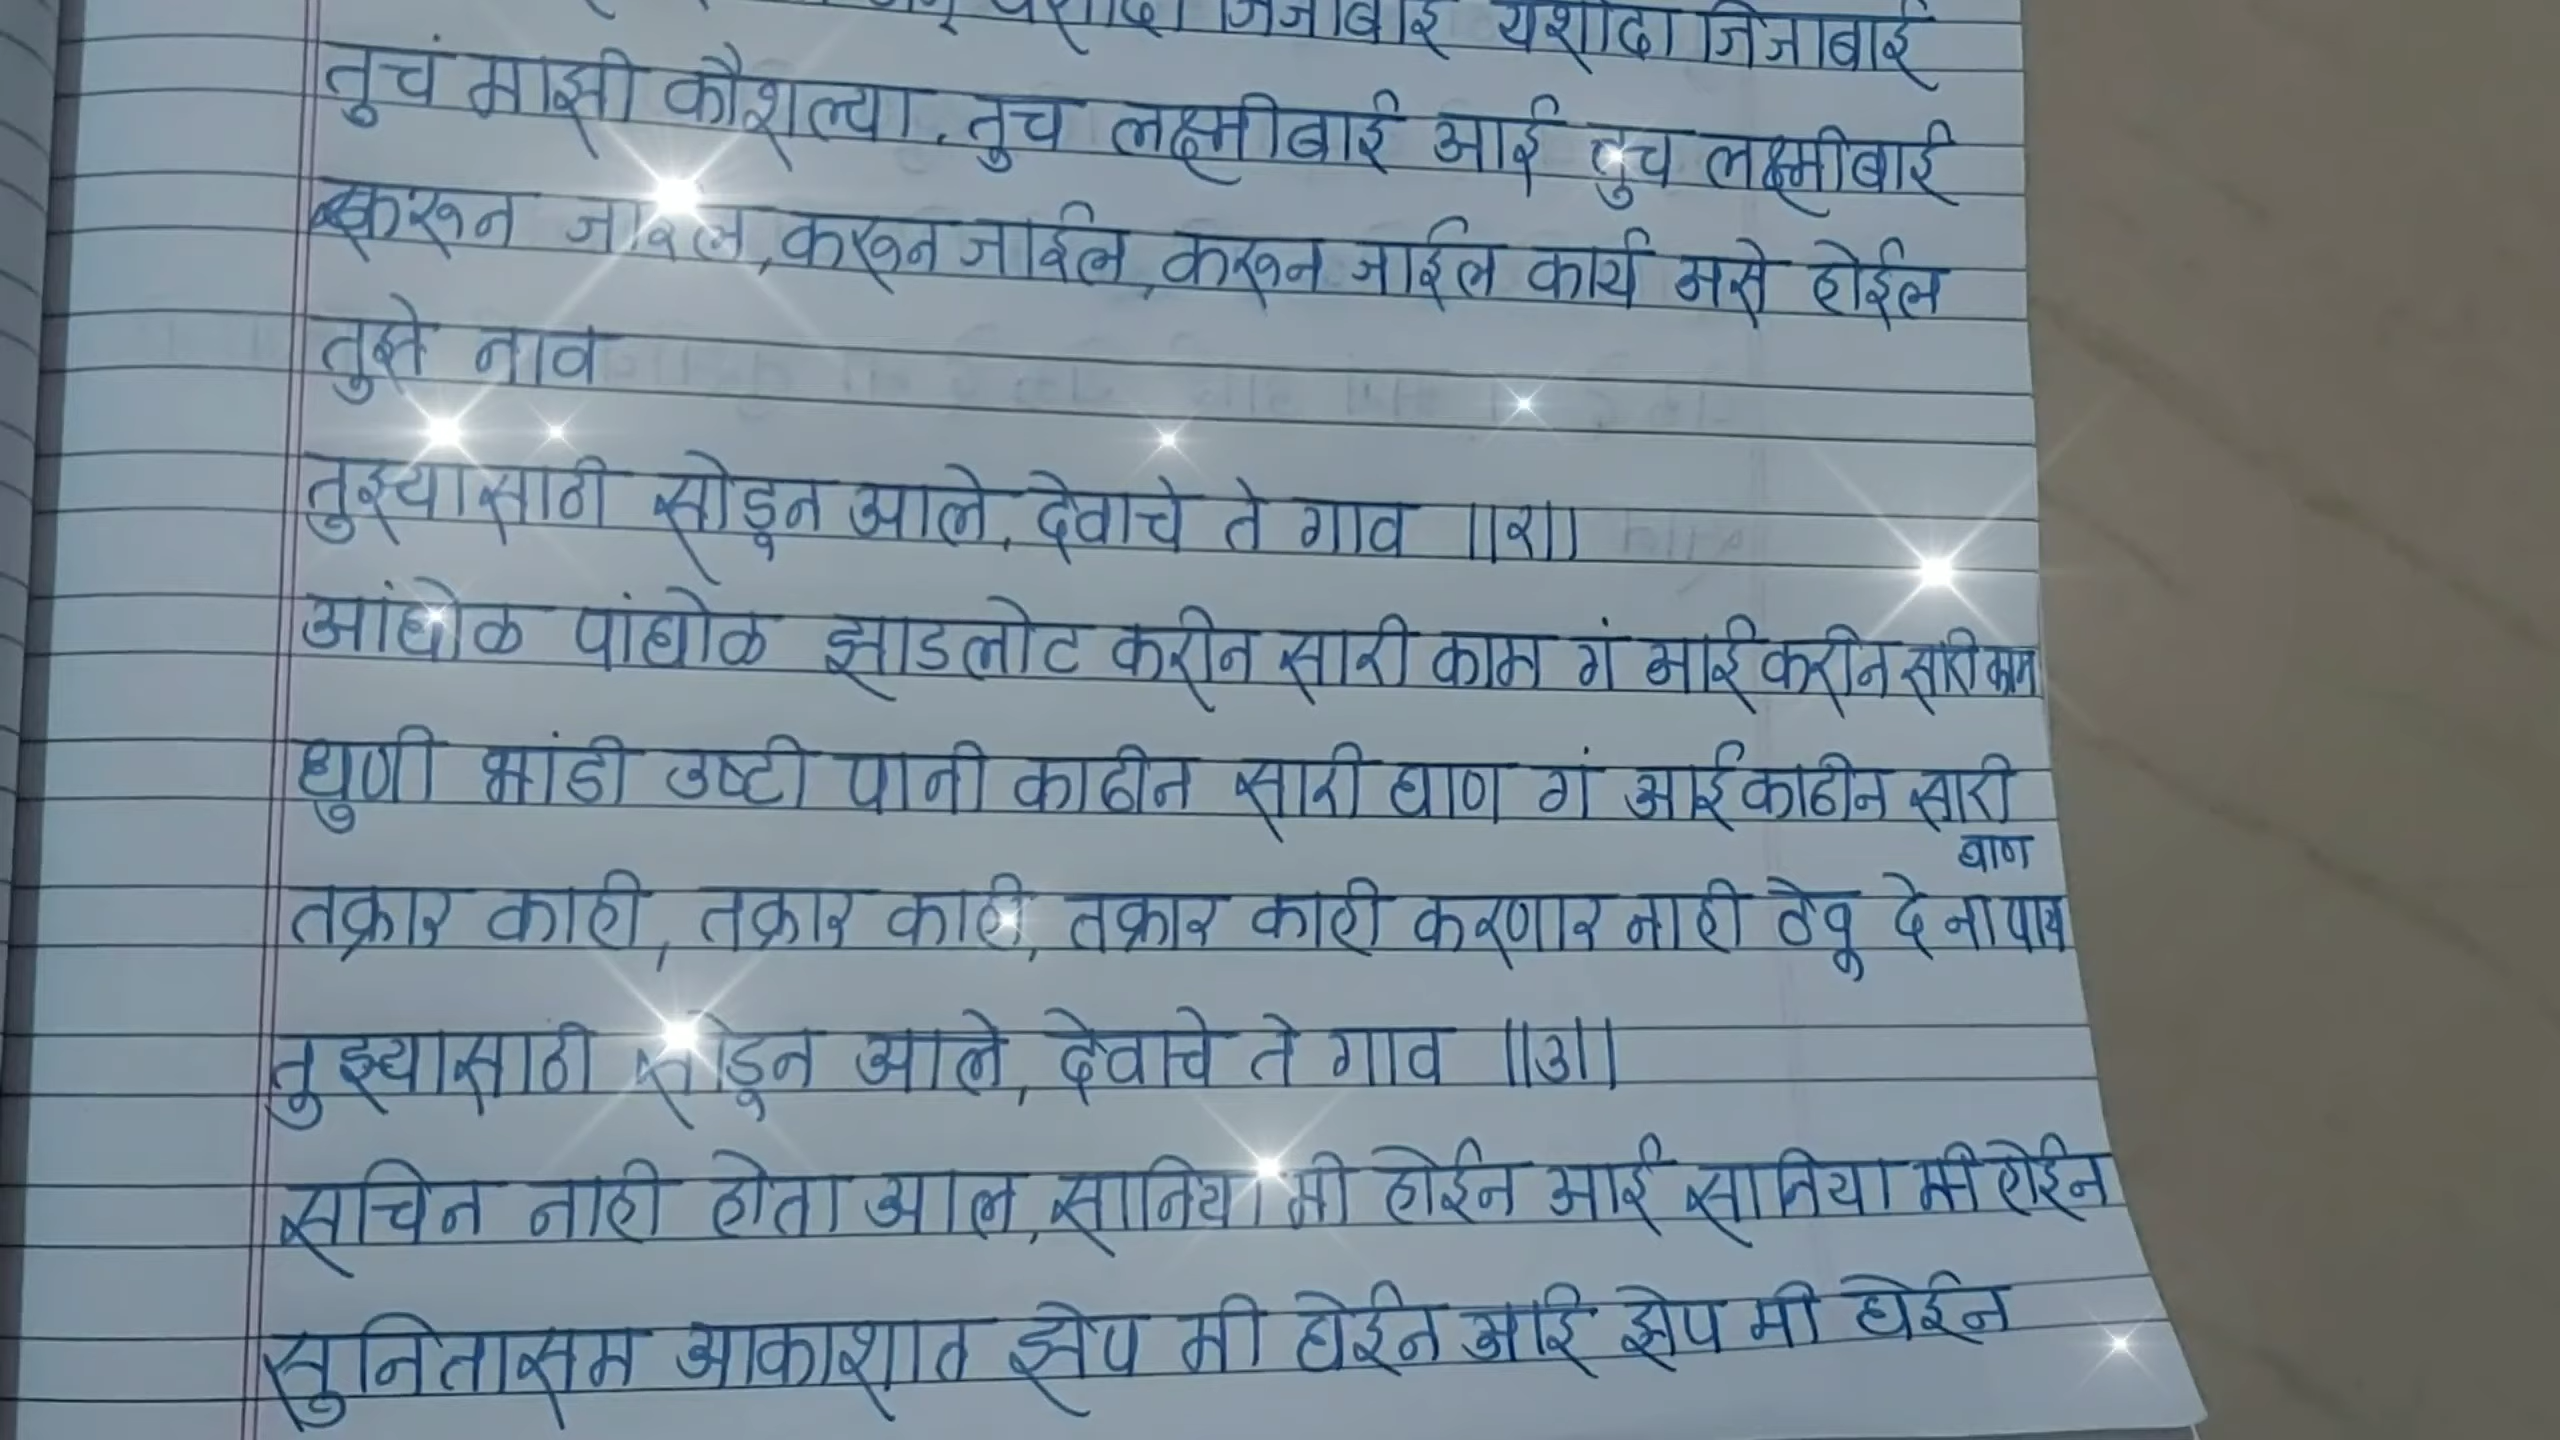 यशोदा जिजाबाई यशोदा जिजाबाई
तुचं माझी कौशल्या, तुच लक्ष्मीबाई आई तुच लक्ष्मीबाई
करून जाईल, करून जाईल, करून जाईल कार्य असे होईल
तुझे नाव
तुझ्यासाठी सोडून आले, देवाचे ते गाव ॥२॥
आंघोळ पांघोळ झाडलोट करीन सारी काम गं आई करीन सारी काम
धुणी भांडी उष्टी पानी काढीन सारी घाण गं आई काढीन सारी
घाण
तक्रार काही, तक्रार काही, तक्रार काही करणार नाही ठेवू दे ना पाय
तुझ्यासाठी सोडून आले, देवाचे ते गाव ॥३॥
सचिन नाही होता आल, सानिया मी होईन आई सानिया मी होईन
सुनितासम आकाशात झेप मी घेईन आई झेप मी घेईन